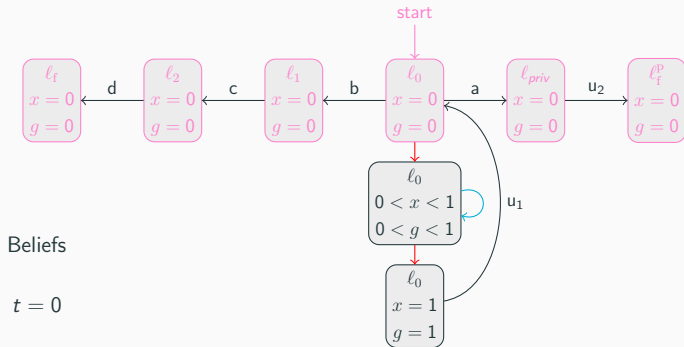 start
ℓf
x = 0
g = 0
d
ℓ2
x = 0
g = 0
c
ℓ1
x = 0
g = 0
b
ℓ0
x = 0
g = 0
a
ℓpriv
x = 0
g = 0
u2
ℓfp
x = 0
g = 0
ℓ0
0 < x < 1
0 < g < 1
u1
Beliefs
t = 0
ℓ0
x = 1
g = 1